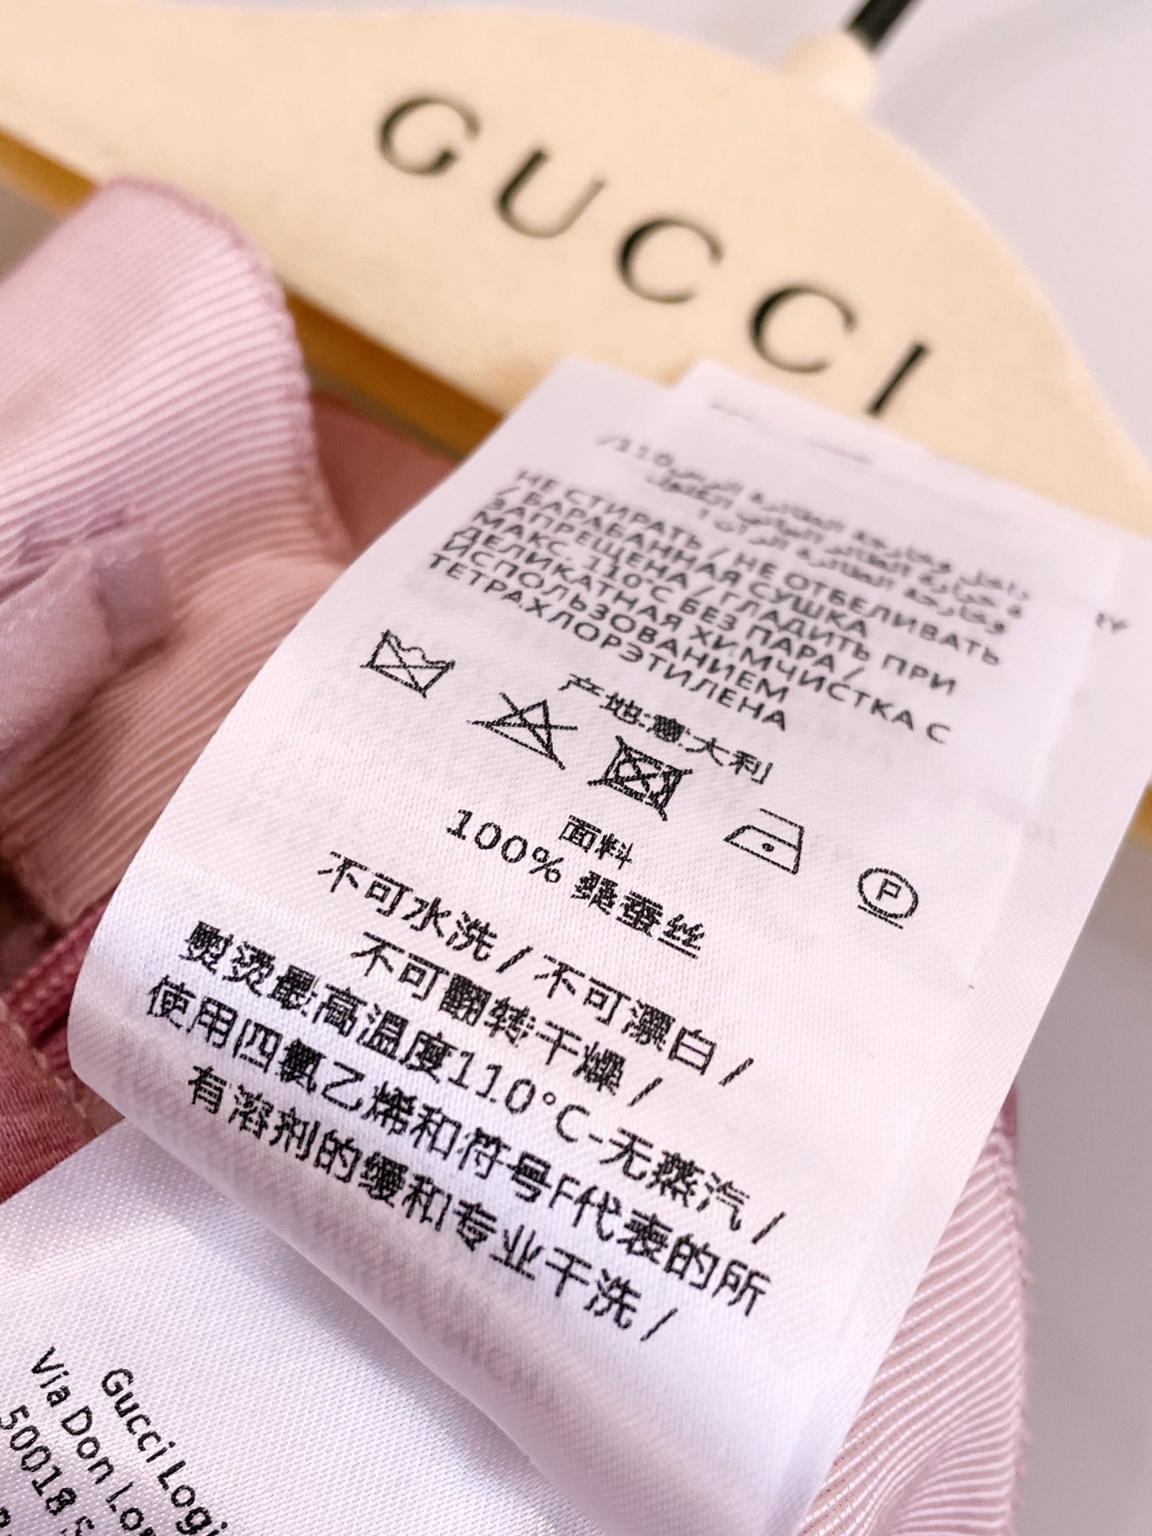 GUCCI
НЕ СТИРАТЬ / НЕ ОТБЕЛИВАТЬ
/ БАРАБАННАЯ СУШКА
ЗАПРЕЩЕНА / ГЛАДИТЬ ПРИ
МАКС. 110°C БЕЗ ПАРА /
ДЕЛИКАТНАЯ ХИМЧИСТКА С
ИСПОЛЬЗОВАНИЕМ
ТЕТРАХЛОРЭТИЛЕНА
产地:意大利
P
面料
100% 桑蚕丝
不可水洗 / 不可漂白 /
不可翻转干燥 /
熨烫最高温度110°C-无蒸汽 /
使用四氯乙烯和符号F代表的所
有溶剂的缓和专业干洗 /
Gucci Logi
Via Don Lor
50018 S